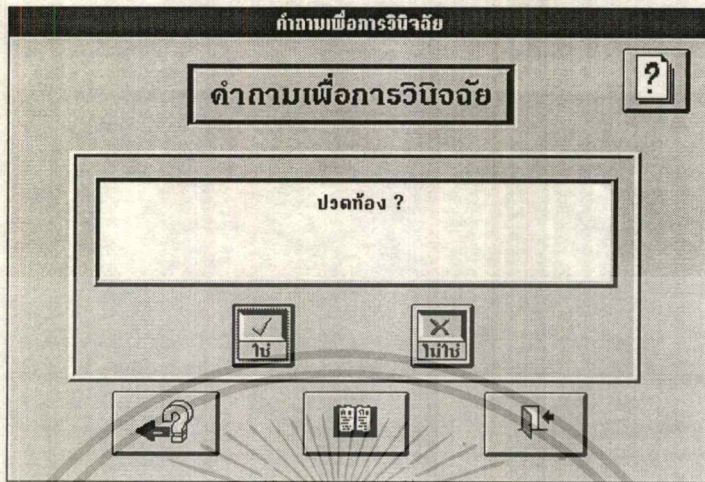 คำถามเพื่อการวินิจฉัย
คำถามเพื่อการวินิจฉัย
?
ปวดท้อง ?
ใช่
ไม่ใช่
?